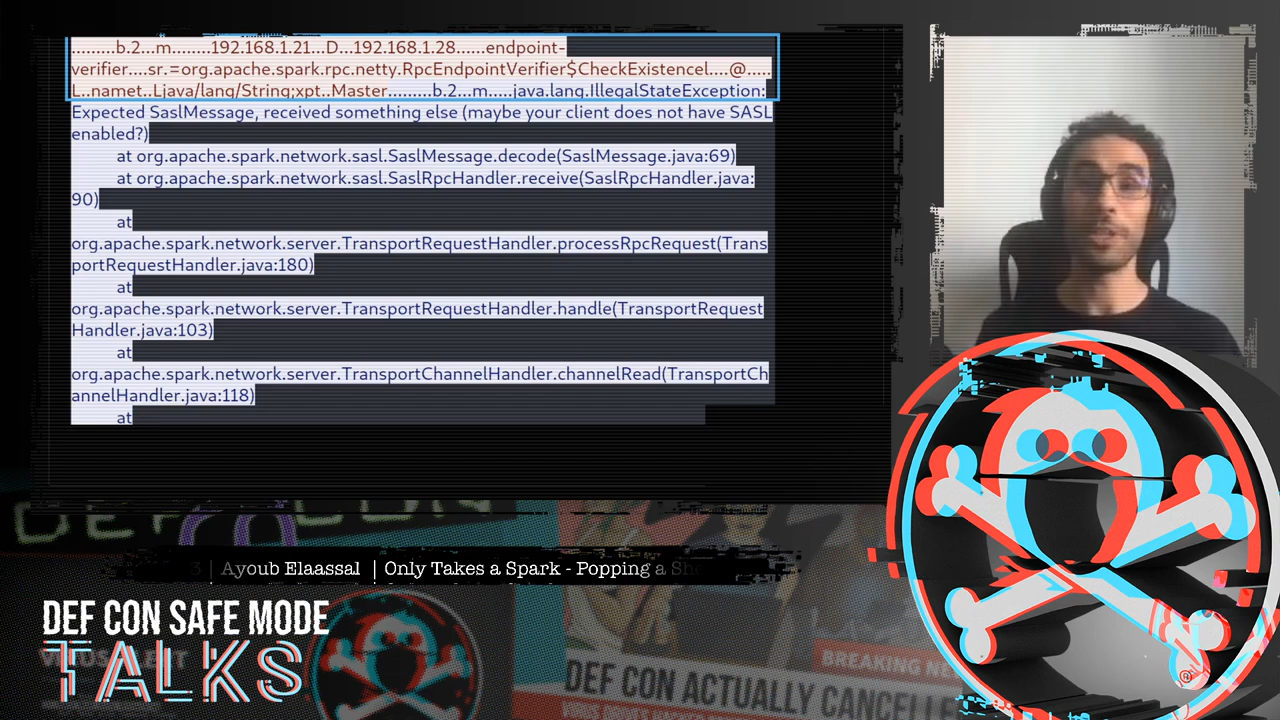 .........b.2...m........192.168.1.21...D...192.168.1.28......endpoint-
verifier....sr.=org.apache.spark.rpc.netty.RpcEndpointVerifier$CheckExistencel....@.....
L..namet..Ljava/lang/String;xpt..Master.........b.2...m.....java.lang.IllegalStateException:
Expected SaslMessage, received something else (maybe your client does not have SASL
enabled?)
at org.apache.spark.network.sasl.SaslMessage.decode(SaslMessage.java:69)
at org.apache.spark.network.sasl.SaslRpcHandler.receive(SaslRpcHandler.java:
90)
at
org.apache.spark.network.server.TransportRequestHandler.processRpcRequest(Trans
portRequestHandler.java:180)
at
org.apache.spark.network.server.TransportRequestHandler.handle(TransportRequest
Handler.java:103)
at
org.apache.spark.network.server.TransportChannelHandler.channelRead(TransportCh
annelHandler.java:118)
at
DEF CON
3 | Ayoub Elaassal | Only Takes a Spark - Popping a She
DEF CON SAFE MODE
TALKS
BREAKING NE
DEF CON ACTUALLY CANCELLE
®